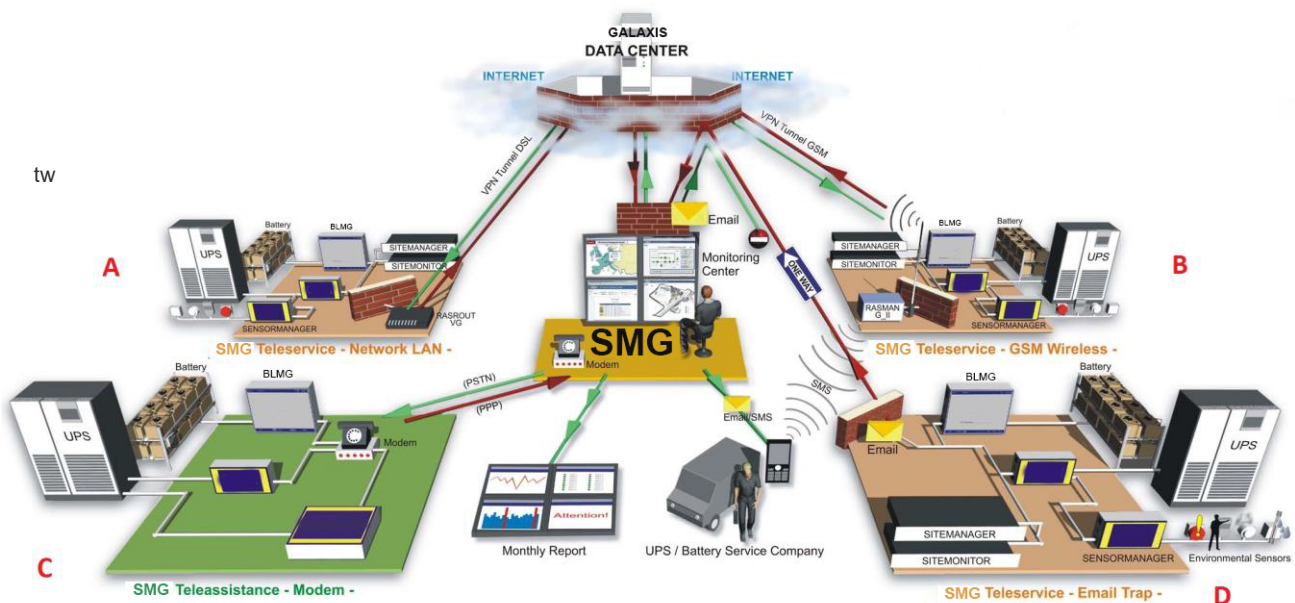 GALAXIS
DATA CENTER
INTERNET
INTERNET
VPN Tunnel DSL
VPN Tunnel GSM
tw
Email
Monitoring
Center
ONE WAY
SMG
Modem
A
UPS
Battery
BLMG
SITEMANAGER
SITEMONITOR
RASROUT
VG
SENSORMANAGER
SMG Teleservice - Network LAN -
B
BLMG
Battery
UPS
SITEMANAGER
SITEMONITOR
RASMAN
G_II
SENSORMANAGER
SMG Teleservice - GSM Wireless -
(PSTN)
(PPP)
Email/SMS
SMS
Battery
BLMG
UPS
Modem
C
SMG Teleassistance - Modem -
Attention!
Monthly Report
UPS / Battery Service Company
BLMG
Battery
UPS
Email
SITEMANAGER
SITEMONITOR
SENSORMANAGER
Environmental Sensors
SMG Teleservice - Email Trap -
D